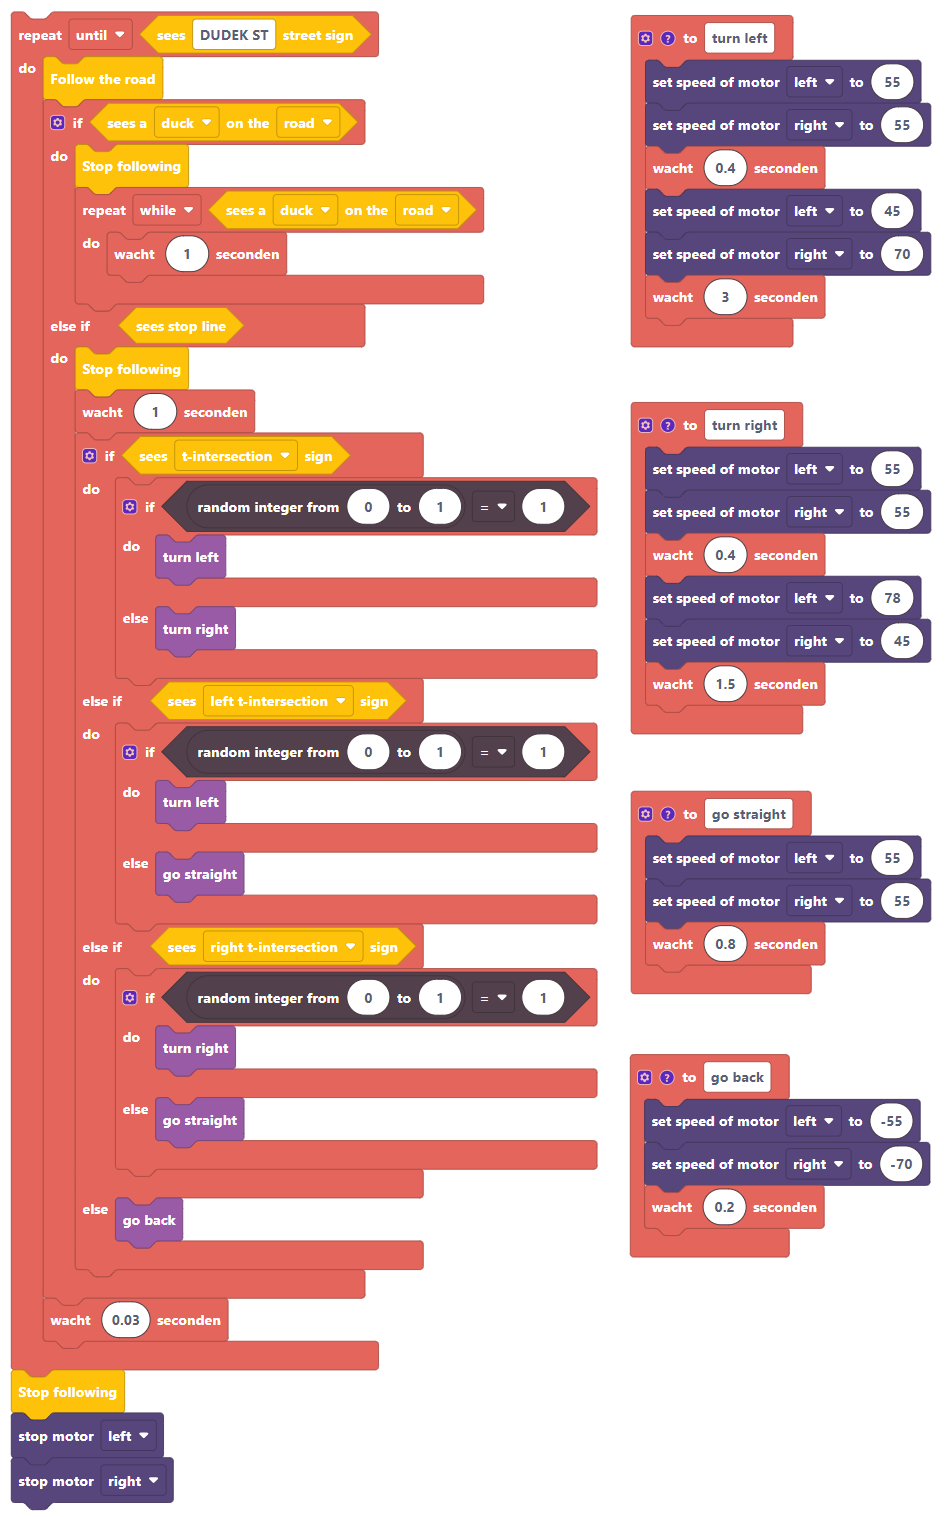 repeat until sees DUDEK ST street sign
do Follow the road
if sees a duck on the road
do Stop following
repeat while sees a duck on the road
do wacht 1 seconden
else if sees stop line
do Stop following
wacht 1 seconden
if sees t-intersection sign
do if random integer from 0 to 1 = 1
do turn left
else turn right
else if sees left t-intersection sign
do if random integer from 0 to 1 = 1
do turn left
else go straight
else if sees right t-intersection sign
do if random integer from 0 to 1 = 1
do turn right
else go straight
else go back
wacht 0.03 seconden
Stop following
stop motor left
stop motor right
? to turn left
set speed of motor left to 55
set speed of motor right to 55
wacht 0.4 seconden
set speed of motor left to 45
set speed of motor right to 70
wacht 3 seconden
? to turn right
set speed of motor left to 55
set speed of motor right to 55
wacht 0.4 seconden
set speed of motor left to 78
set speed of motor right to 45
wacht 1.5 seconden
? to go straight
set speed of motor left to 55
set speed of motor right to 55
wacht 0.8 seconden
? to go back
set speed of motor left to -55
set speed of motor right to -70
wacht 0.2 seconden